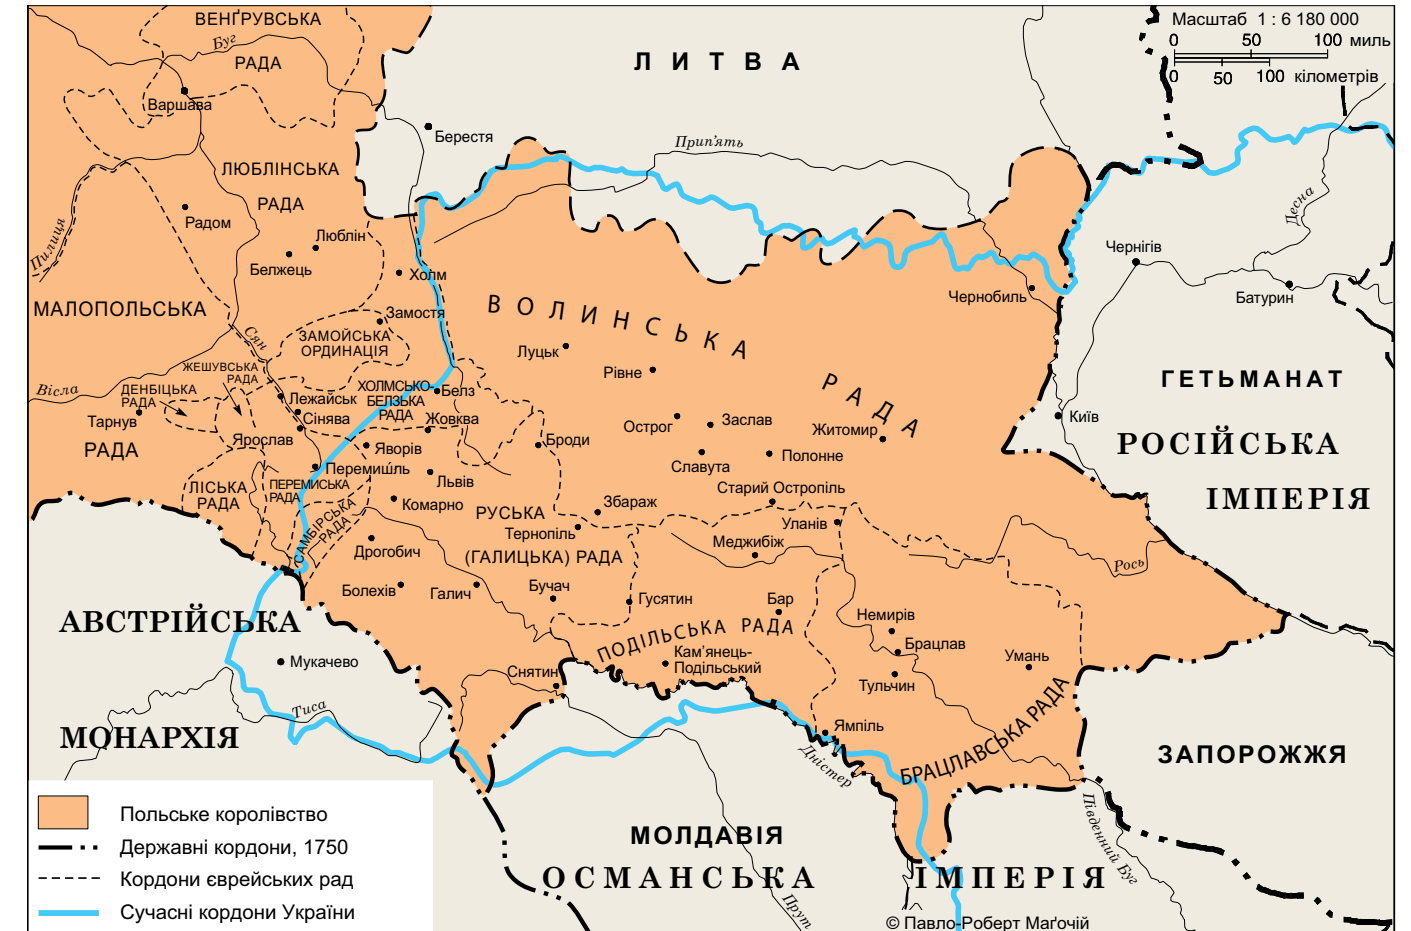 ВЕНҐРУВСЬКА
РАДА
Буг
Варшава
ЛИТВА
Масштаб 1 : 6 180 000
0 50 100 миль
0 50 100 кілометрів
Берестя
Прип'ять
Десна
ЛЮБЛІНСЬКА
РАДА
Радом
Люблін
Белжець
Пилиця
Холм
Чернігів
Батурин
Чорнобиль
МАЛОПОЛЬСЬКА
РАДА
Замостя
ЗАМОЙСЬКА
ОРДИНАЦІЯ
Сян
ВОЛИНСЬКА
РАДА
Луцьк
Рівне
ЖЕШУВСЬКА
РАДА
ДЕНБІЦЬКА
РАДА
Вісла
Тарнув
Лежайськ
Сінява
Ярослав
ХОЛМСЬКО-
БЕЛЗЬКА
РАДА
Белз
Жовква
Яворів
Перемишль
Львів
Комарно
Броди
Острог
Заслав
Житомир
Славута
Полонне
Старий Остропіль
Уланів
Меджибіж
ГЕТЬМАНАТ
Київ
РОСІЙСЬКА
ІМПЕРІЯ
ЛІСЬКА
РАДА
ПЕРЕМИСЬКА
РАДА
САМБІРСЬКА
РАДА
РУСЬКА
(ГАЛИЦЬКА) РАДА
Збараж
Тернопіль
Дрогобич
Болехів
Галич
Бучач
Гусятин
Бар
Рось
Немирів
Брацлав
Умань
Тульчин
ПОДІЛЬСЬКА РАДА
Кам'янець-
Подільський
Снятин
Ямпіль
Дністер
БРАЦЛАВСЬКА РАДА
АВСТРІЙСЬКА
МОНАРХІЯ
Мукачево
Тиса
ЗАПОРОЖЖЯ
Південний Буг
МОЛДАВІЯ
ОСМАНСЬКА ІМПЕРІЯ
Прут
Польське королівство
Державні кордони, 1750
Кордони єврейських рад
Сучасні кордони України
© Павло-Роберт Маґочій